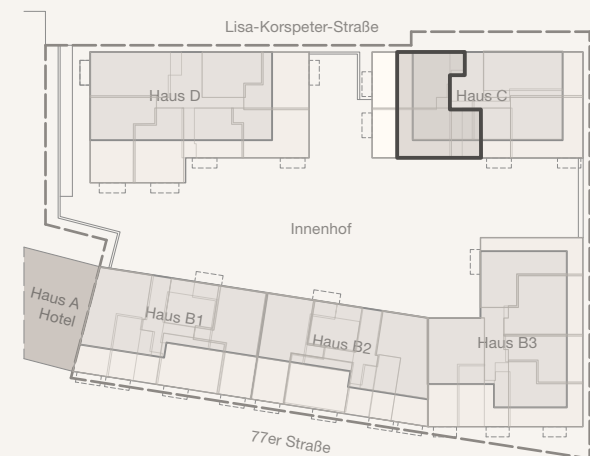 Lisa-Korspeter-Straße
Haus D
Haus C
Innenhof
Haus A
Hotel
Haus B1
Haus B2
Haus B3
77er Straße